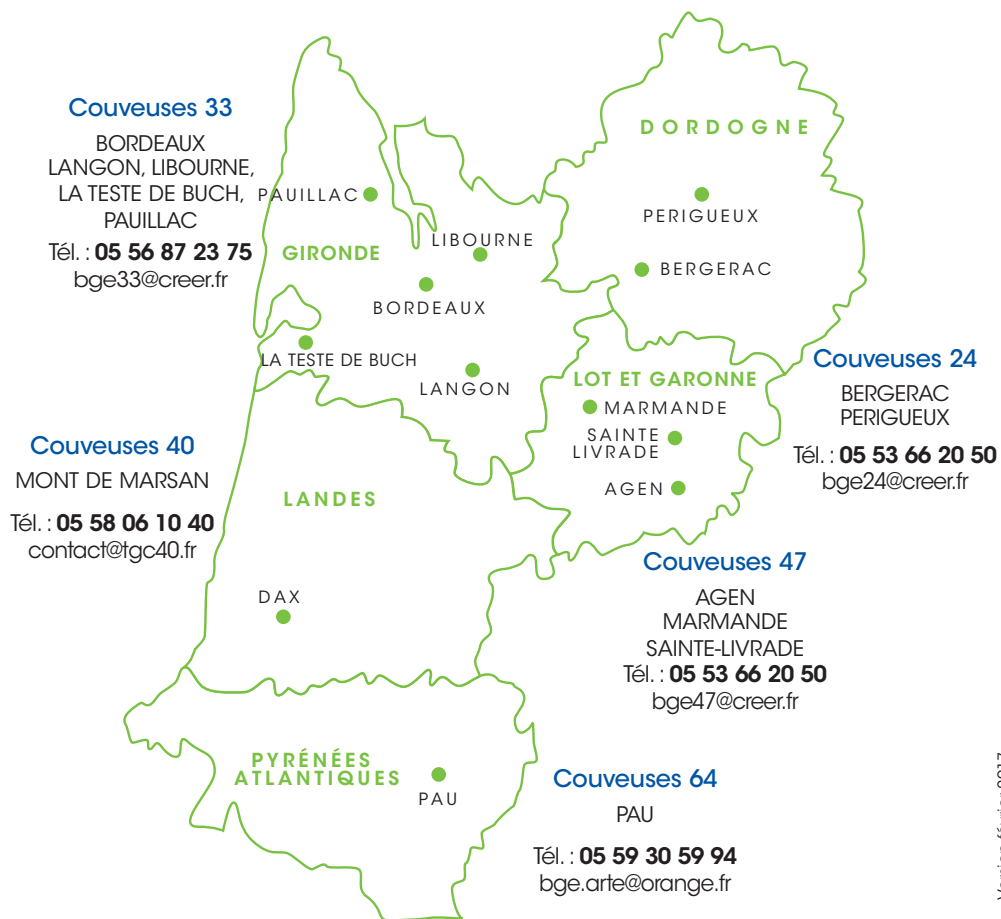 Couveuses 33
BORDEAUX
LANGON, LIBOURNE,
LA TESTE DE BUCH,
PAUILLAC
Tél. : 05 56 87 23 75
bge33@creer.fr
DORDOGNE
PERIGUEUX
BERGERAC
PAUILLAC
GIRONDE
LIBOURNE
BORDEAUX
LA TESTE DE BUCH
LANGON
LOT ET GARONNE
MARMANDE
SAINTE
LIVRADE
AGEN
Couveuses 24
BERGERAC
PERIGUEUX
Tél. : 05 53 66 20 50
bge24@creer.fr
Couveuses 40
MONT DE MARSAN
Tél. : 05 58 06 10 40
contact@tgc40.fr
LANDES
DAX
Couveuses 47
AGEN
MARMANDE
SAINTE-LIVRADE
Tél. : 05 53 66 20 50
bge47@creer.fr
PYRÉNÉES
ATLANTIQUES
PAU
Couveuses 64
PAU
Tél. : 05 59 30 59 94
bge.arte@orange.fr
Version février 2017